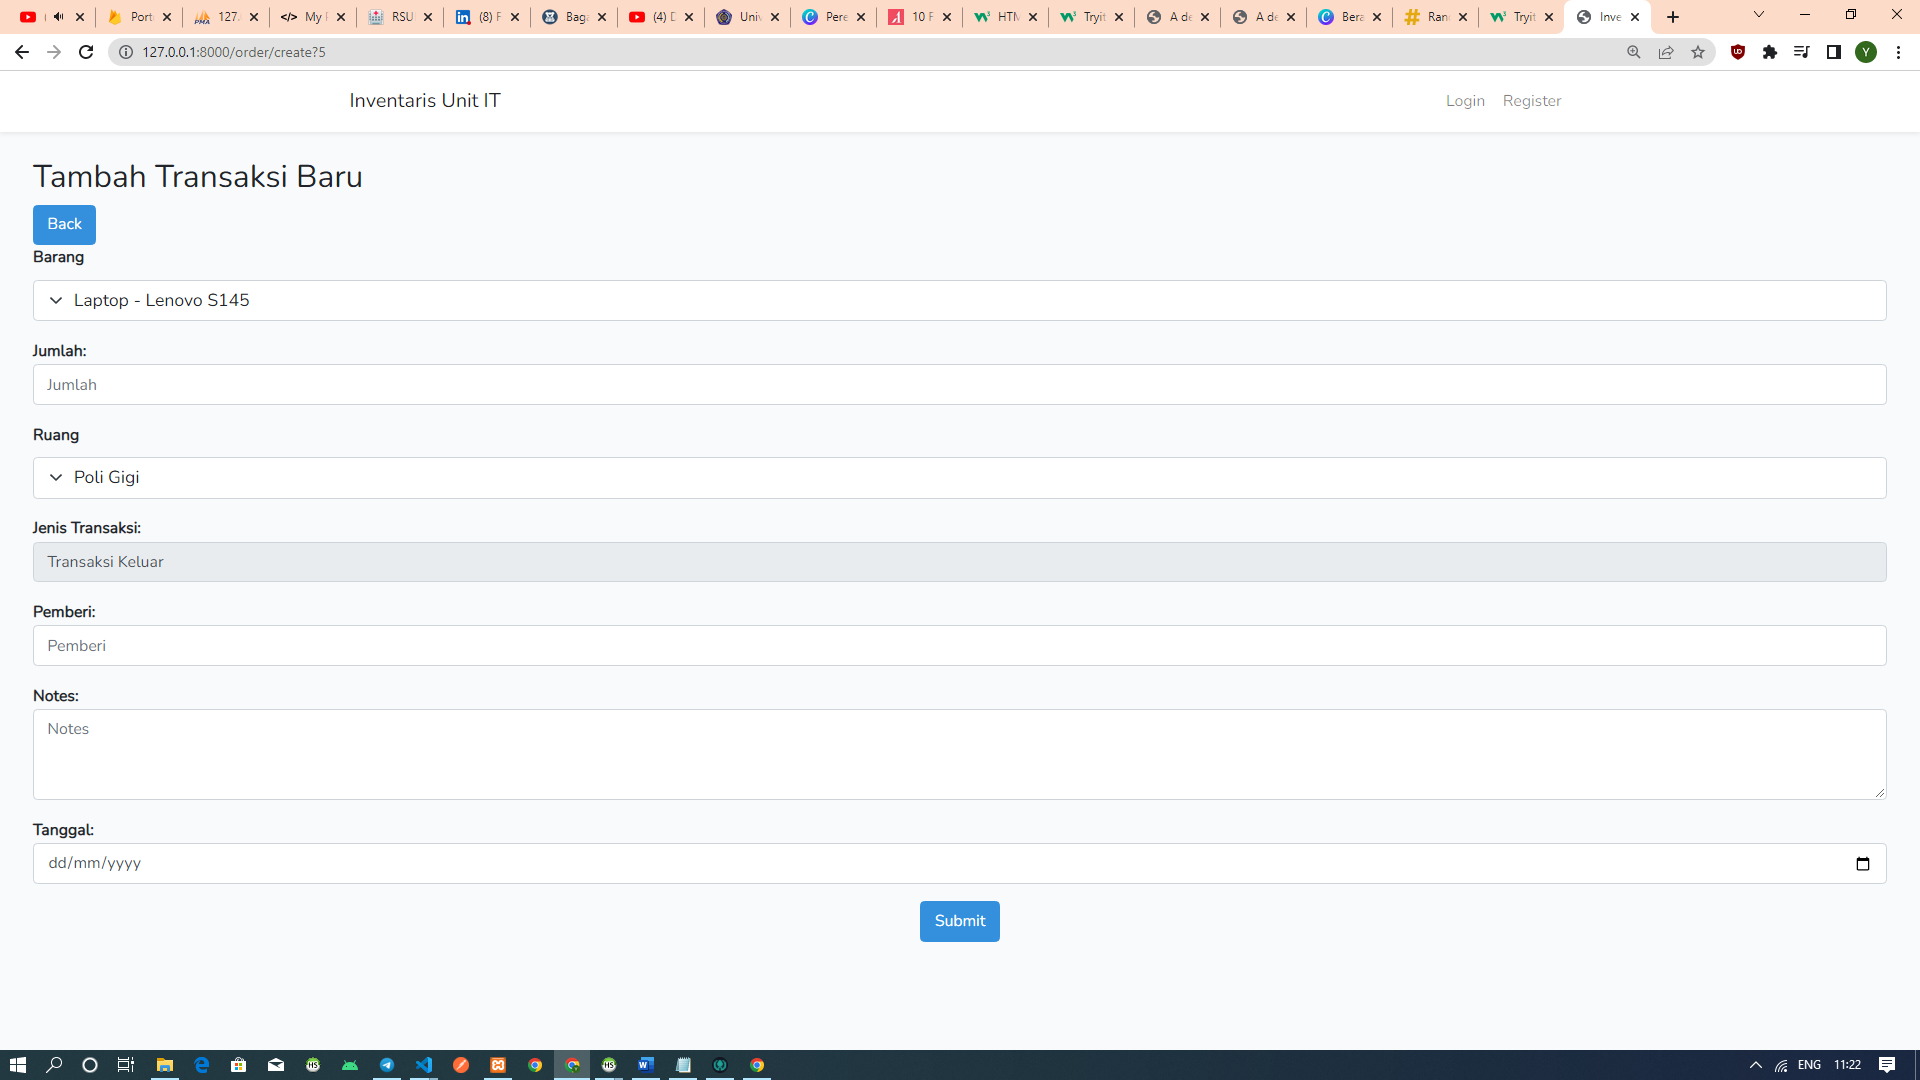 Port 127. My RSU (8) F Baga (4) D Univ Pere 10 F HTM Tryit A de A de Bera Ran Tryit Inve
127.0.0.1:8000/order/create?5
Y
Inventaris Unit IT Login Register
Tambah Transaksi Baru
Back
Barang
Laptop - Lenovo S145
Jumlah:
Jumlah
Ruang
Poli Gigi
Jenis Transaksi:
Transaksi Keluar
Pemberi:
Pemberi
Notes:
Notes
Tanggal:
dd/mm/yyyy
Submit
ENG 11:22